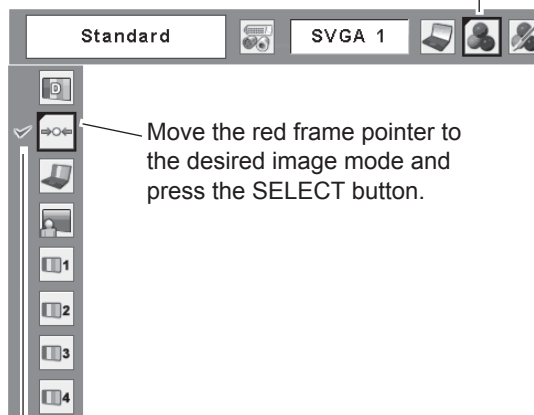 Standard SVGA 1
D
Move the red frame pointer to
the desired image mode and
press the SELECT button.
1
2
3
4